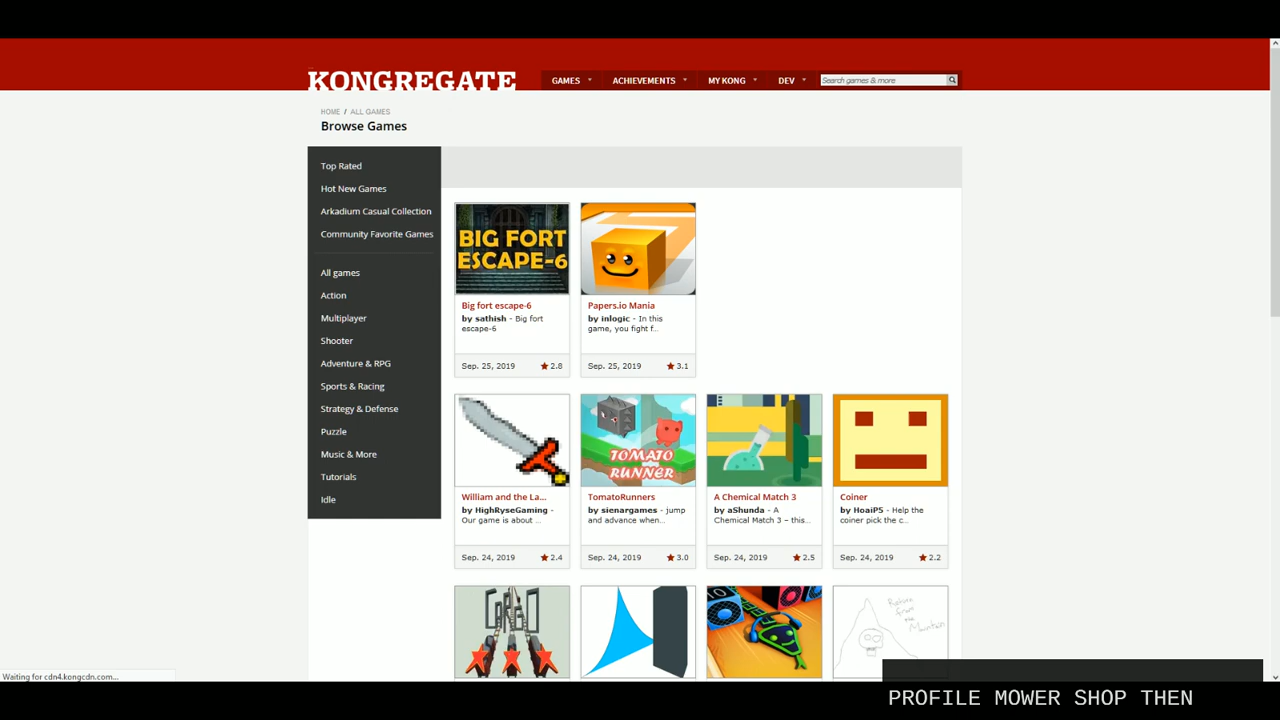 KONGREGATE
GAMES ACHIEVEMENTS MY KONG DEV Search games & more
HOME / ALL GAMES
Browse Games
Top Rated
Hot New Games
Arkadium Casual Collection
Community Favorite Games
All games
Action
Multiplayer
Shooter
Adventure & RPG
Sports & Racing
Strategy & Defense
Puzzle
Music & More
Tutorials
Idle
BIG FORT
ESCAPE-6
Big fort escape-6
by sathish - Big fort
escape-6
Sep. 25, 2019 2.8
Papers.io Mania
by inlogic - In this
game, you fight f...
Sep. 25, 2019 3.1
William and the La...
by HighRyseGaming -
Our game is about ...
Sep. 24, 2019 2.4
TOMATO
RUNNER
TomatoRunners
by sienargames - jump
and advance when...
Sep. 24, 2019 3.0
A Chemical Match 3
by aShunda - A
Chemical Match 3 – this...
Sep. 24, 2019 2.5
Coiner
by HoaiP5 - Help the
coiner pick the c...
Sep. 24, 2019 2.2
from
the
Mountain
Waiting for cdn4.kongcdn.com...
PROFILE MOWER SHOP THEN